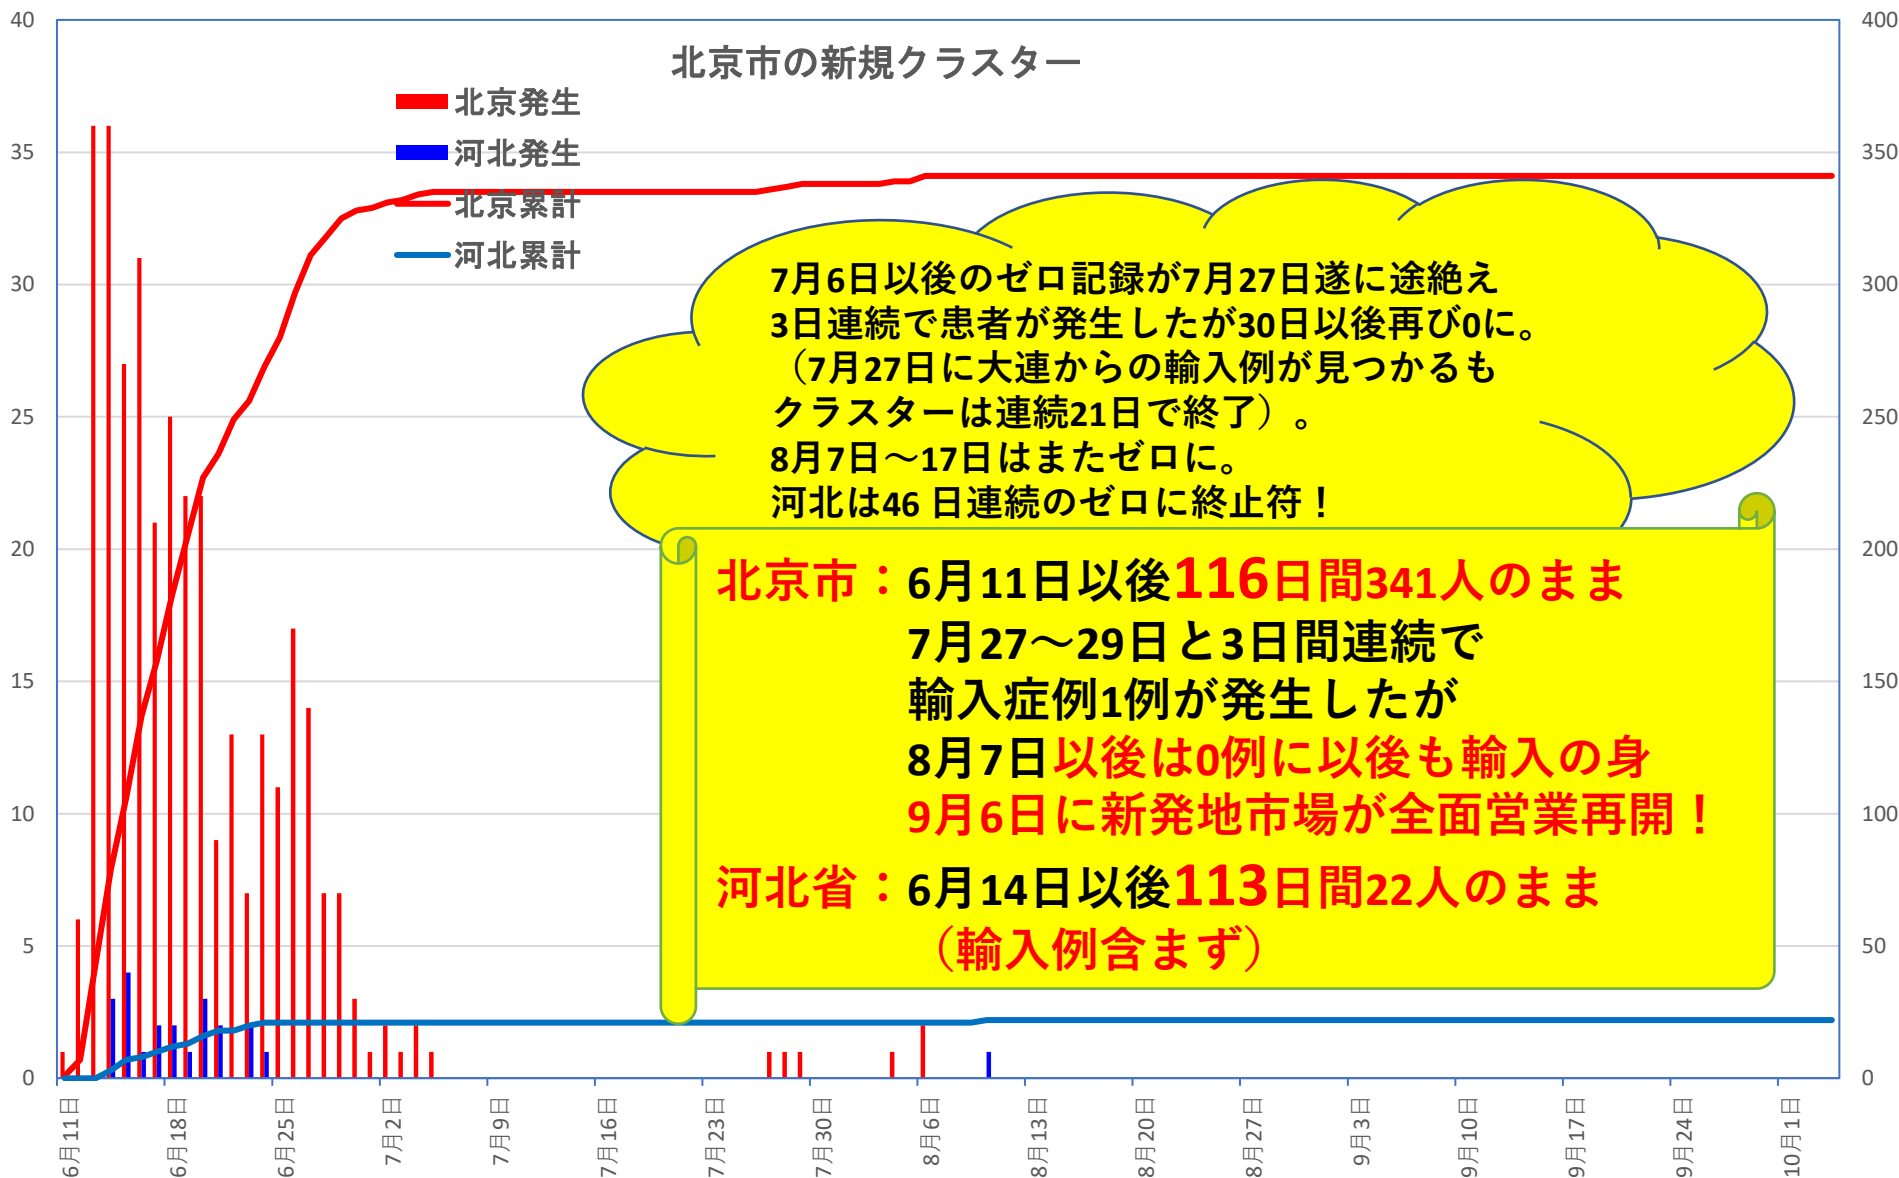 北京市の新規クラスター
北京発生
河北発生
北京累計
河北累計
40
35
30
25
20
15
10
5
0
400
350
300
250
200
150
100
50
0
7月6日以後のゼロ記録が7月27日遂に途絶え
3日連続で患者が発生したが30日以後再び0に。
（7月27日に大連からの輸入例が見つかるも
クラスターは連続21日で終了）。
8月7日～17日はまたゼロに。
河北は46 日連続のゼロに終止符！
北京市：6月11日以後116日間341人のまま
7月27～29日と3日間連続で
輸入症例1例が発生したが
8月7日以後は0例に以後も輸入の身
9月6日に新発地市場が全面営業再開！
河北省：6月14日以後113日間22人のまま
（輸入例含まず）
6月11日
6月18日
6月25日
7月2日
7月9日
7月16日
7月23日
7月30日
8月6日
8月13日
8月20日
8月27日
9月3日
9月10日
9月17日
9月24日
10月1日